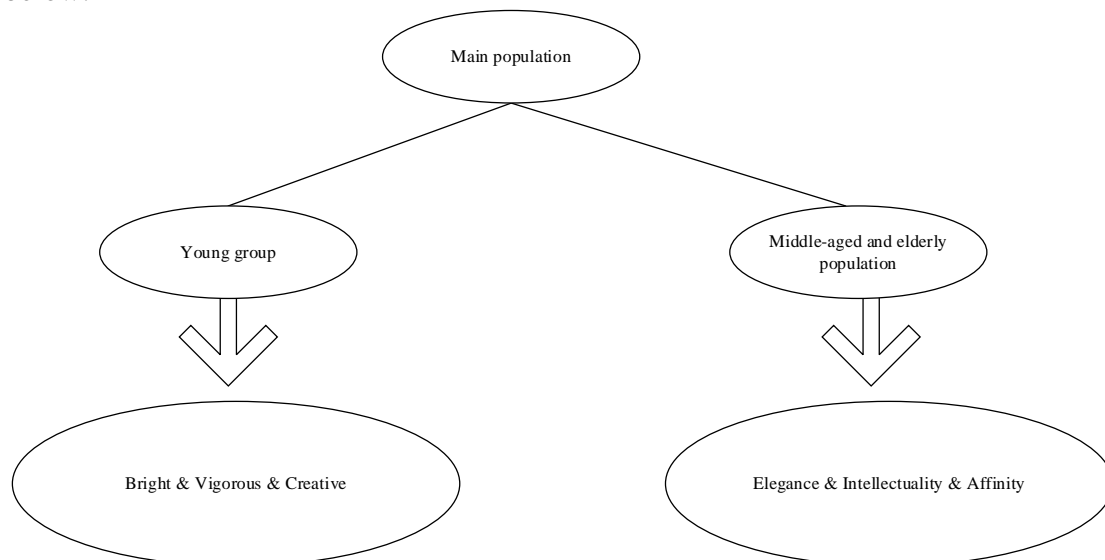 Main population
Young group
Middle-aged and elderly
population
Bright & Vigorous & Creative
Elegance & Intellectuality & Affinity